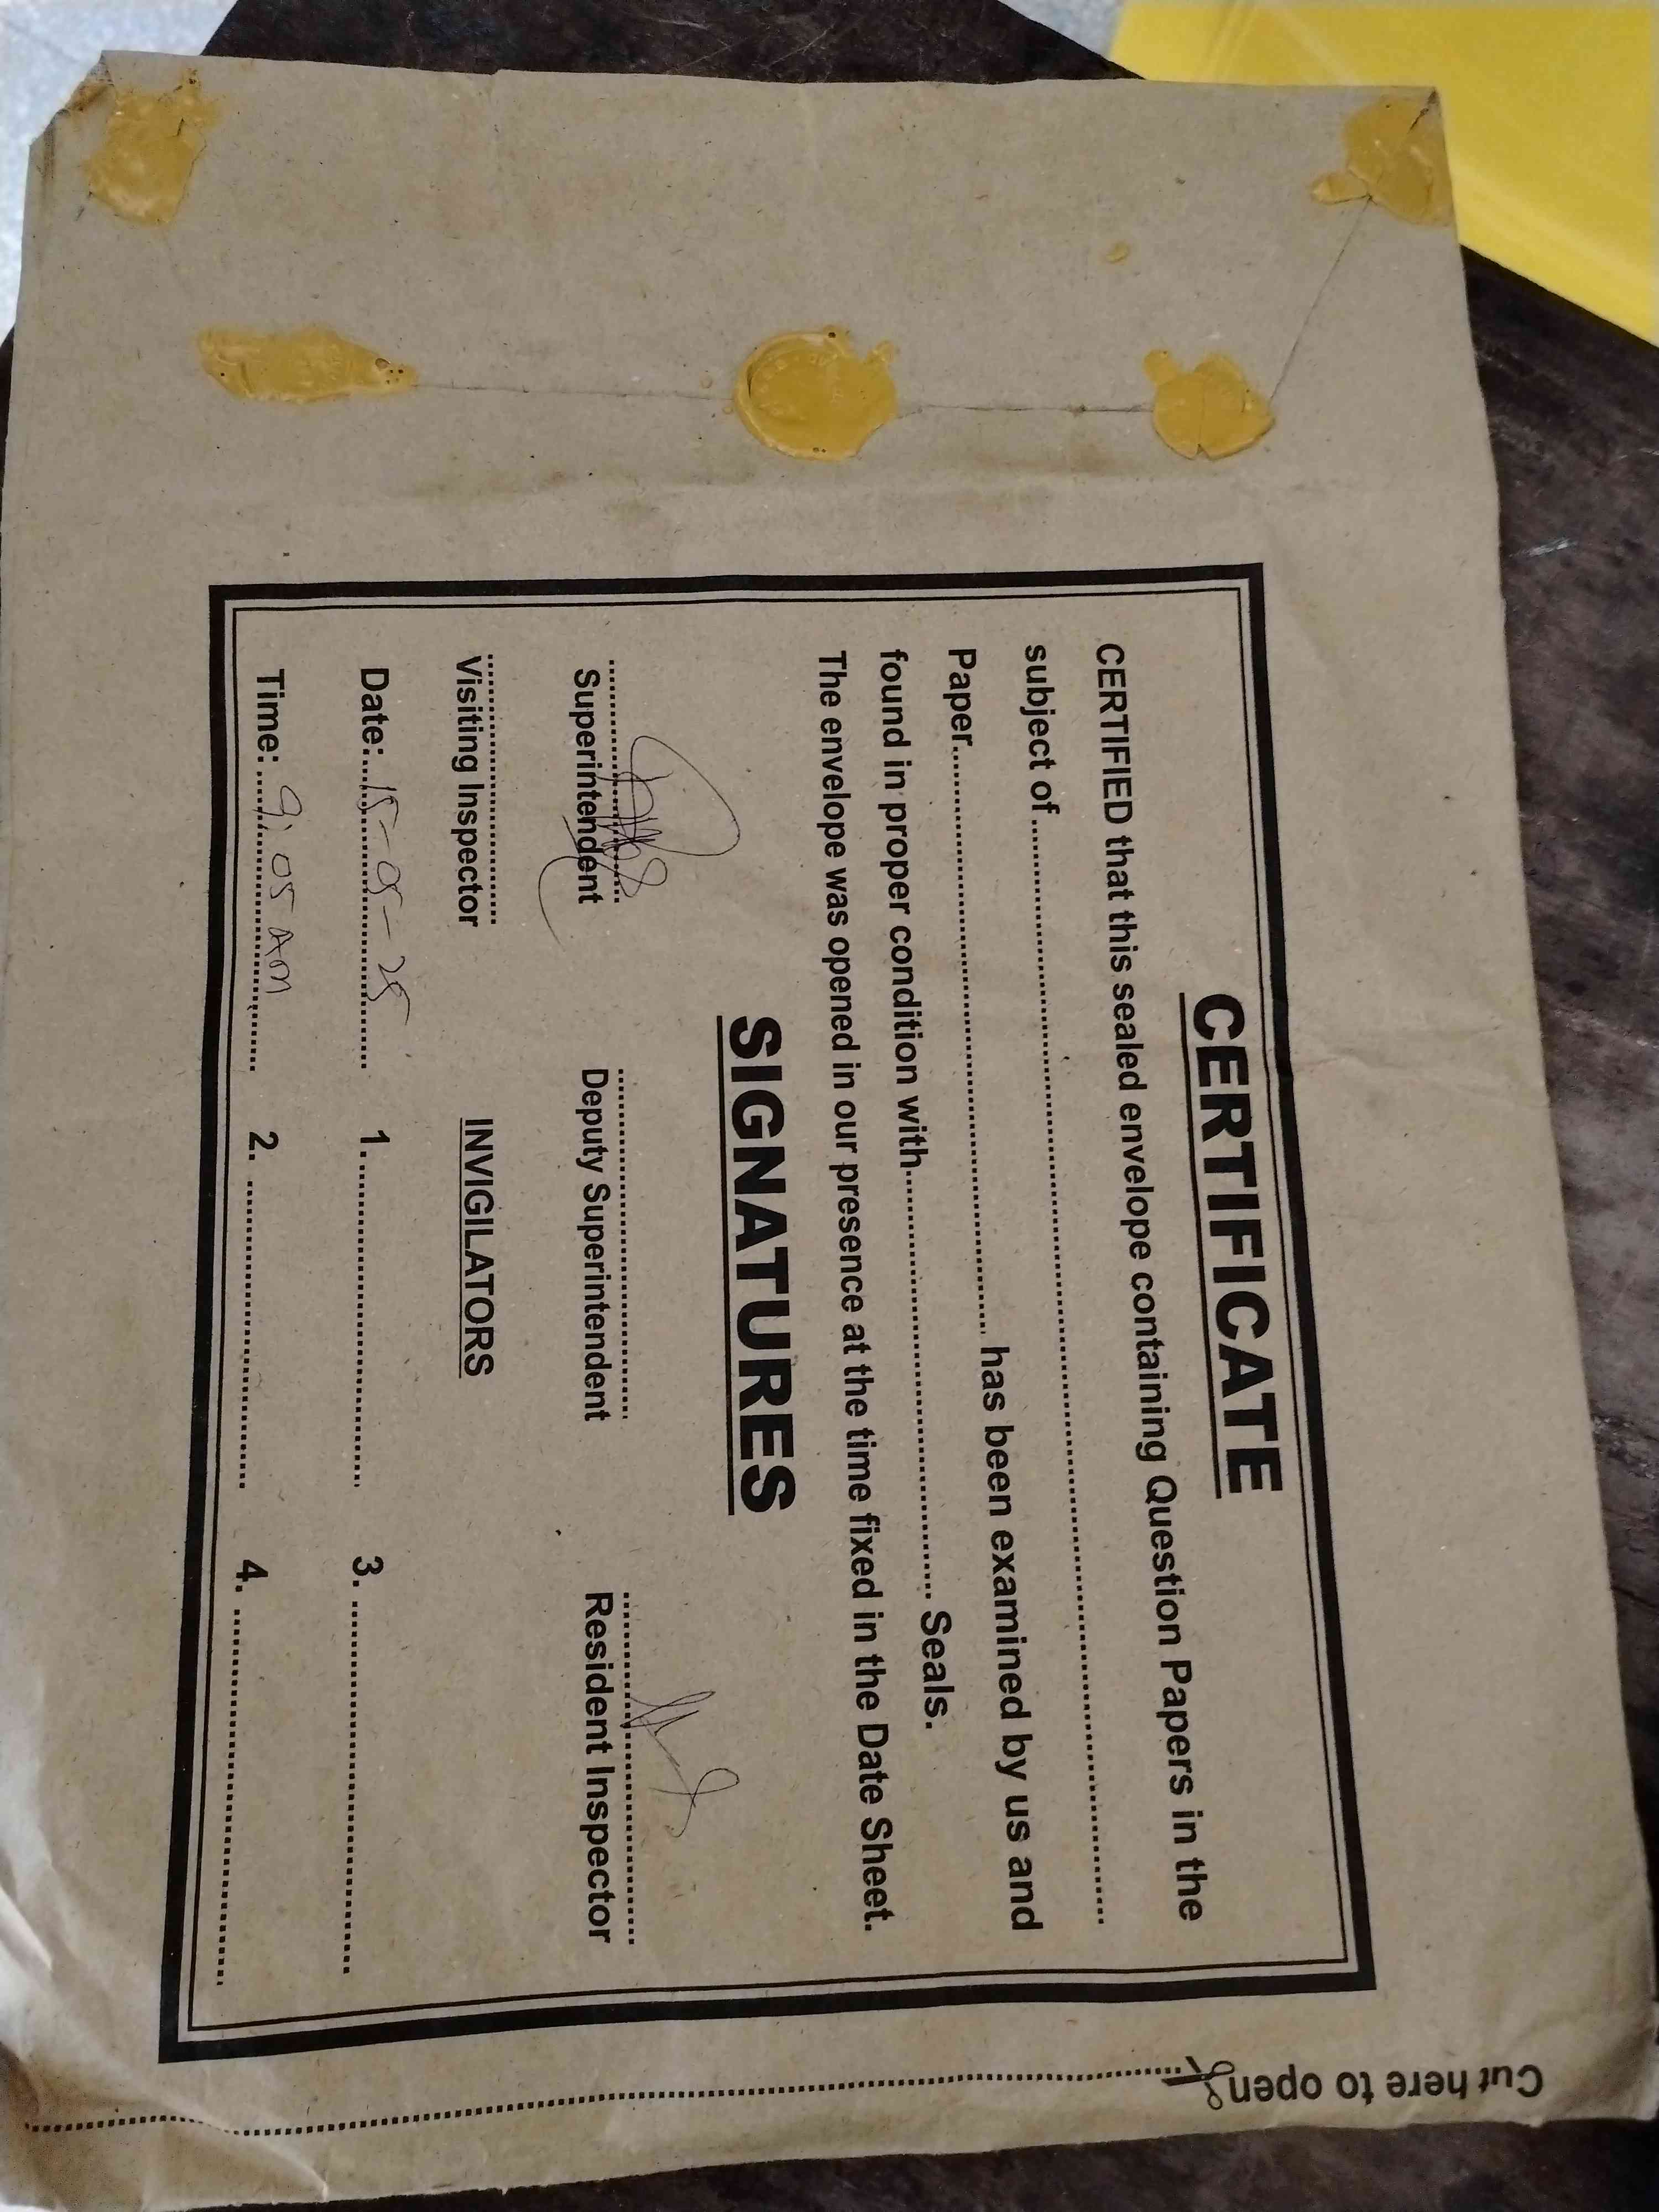 CERTIFICATE
CERTIFIED that this sealed envelope containing Question Papers in the
subject of..........
Paper.......... has been examined by us and
found in proper condition with.......... Seals.
The envelope was opened in our presence at the time fixed in the Date Sheet.
SIGNATURES
Superintendent Deputy Superintendent Resident Inspector
Visiting Inspector INVIGILATORS
Date: 15-05-25 1. .......... 3. ..........
Time: 9:05 AM 2. .......... 4. ..........
Cut here to open